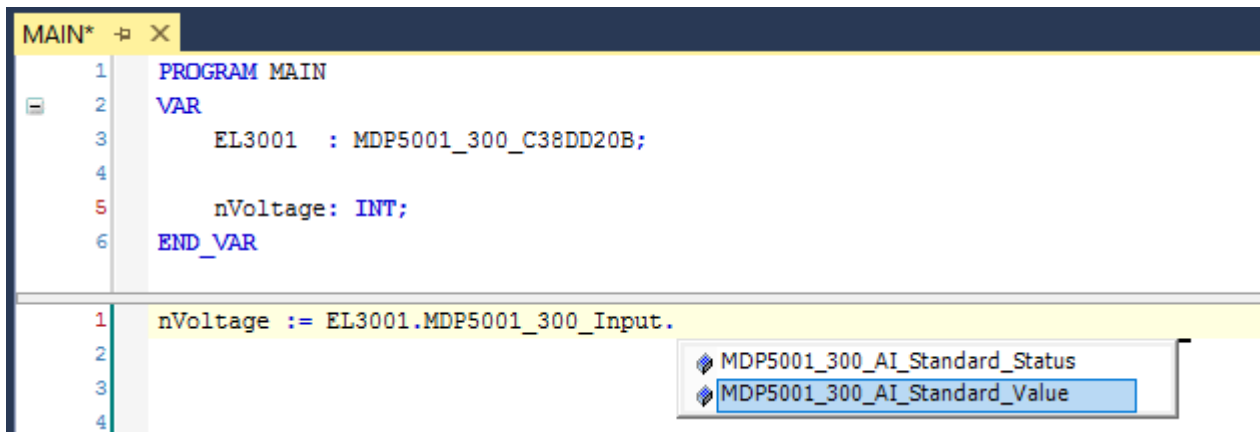 MAIN*
1 PROGRAM MAIN
2 VAR
3 EL3001 : MDP5001_300_C38DD20B;
4
5 nVoltage: INT;
6 END_VAR
1 nVoltage := EL3001.MDP5001_300_Input.
2 MDP5001_300_AI_Standard_Status
3 MDP5001_300_AI_Standard_Value
4